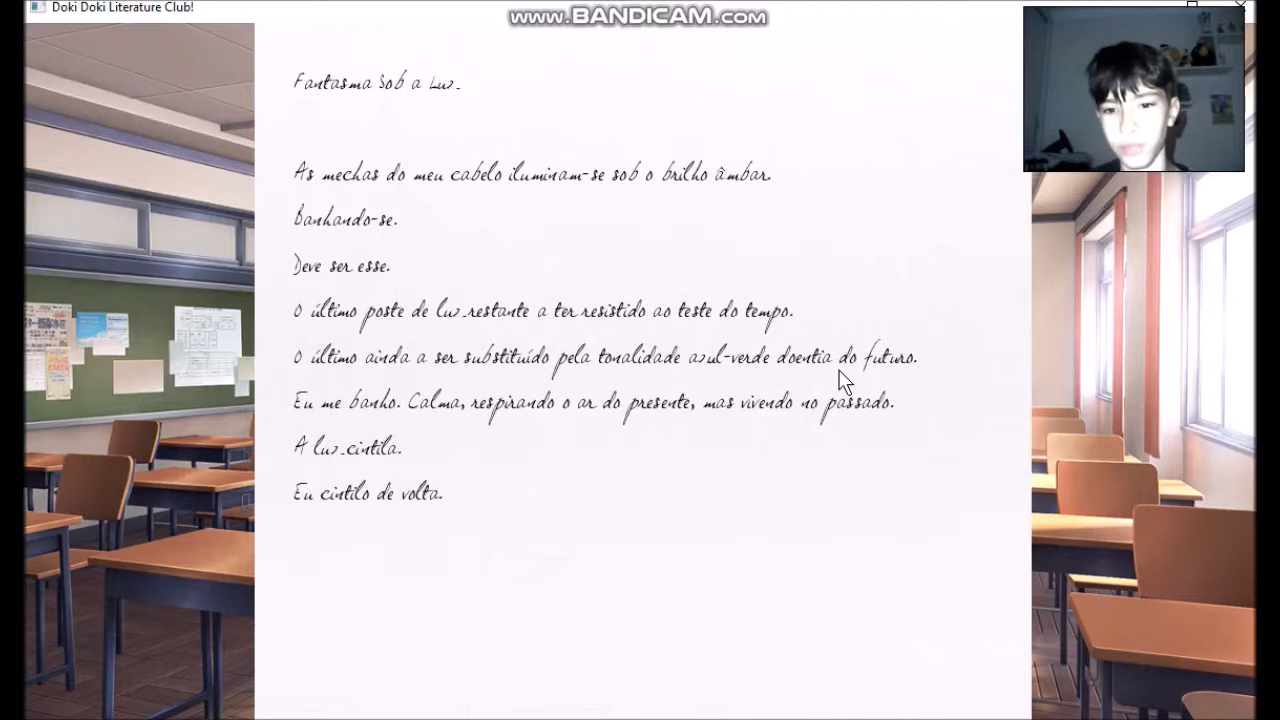 Doki Doki Literature Club!
www.BANDICAM.com
Fantasma Sob a Luz.
As mechas do meu cabelo iluminam-se sob o brilho âmbar.
Banhando-se.
Deve ser esse.
O último poste de luz restante a ter resistido ao teste do tempo.
O último ainda a ser substituído pela tonalidade azul-verde doentia do futuro.
Eu me banho. Calma, respirando o ar do presente, mas vivendo no passado.
A luz cintila.
Eu cintilo de volta.